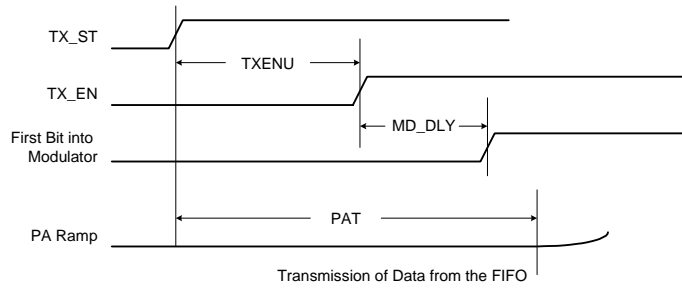 TX_ST
TXENU
TX_EN
MD_DLY
First Bit into
Modulator
PAT
PA Ramp
Transmission of Data from the FIFO